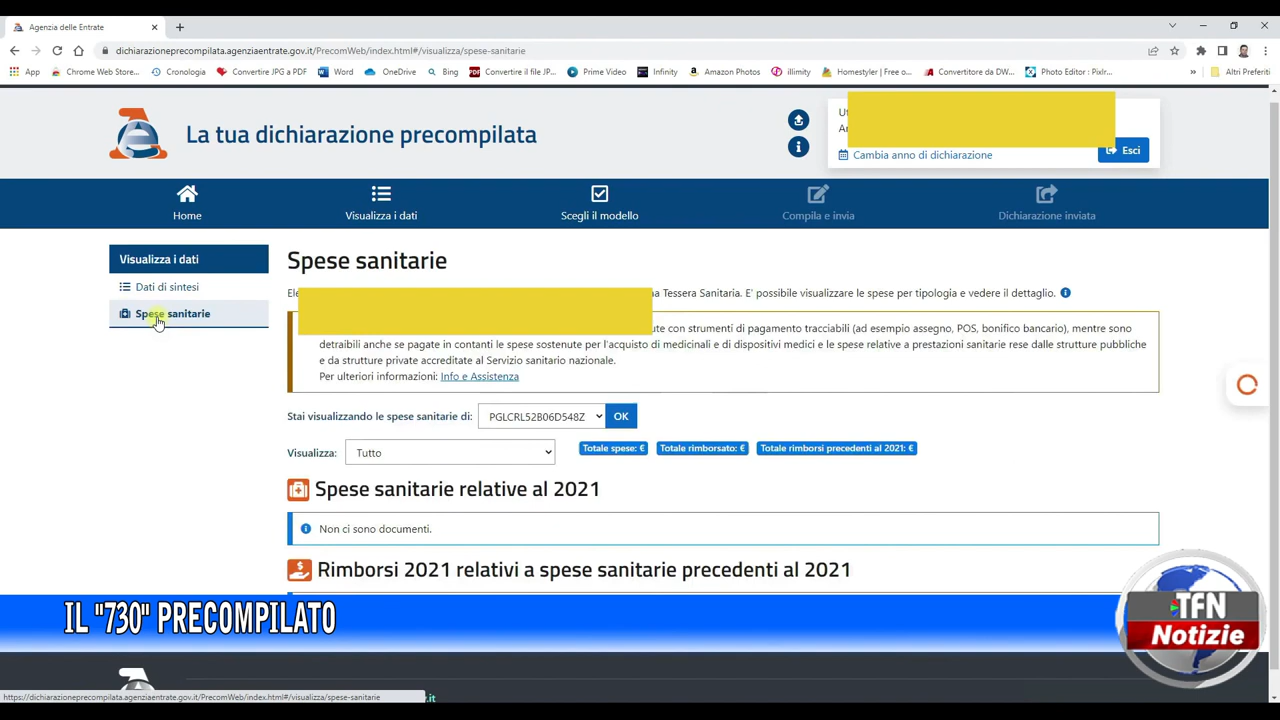 Agenzia delle Entrate
dichiarazioneprecompilata.agenziaentrate.gov.it/PrecomWeb/index.html#/visualizza/spese-sanitarie
App Chrome Web Store... Cronologia Convertire JPG a PDF Word OneDrive Bing Convertire il file JP... Prime Video Infinity Amazon Photos illimity Homestyler | Free o... Convertitore da DW... Photo Editor : Pixlr... » Altri Preferiti
La tua dichiarazione precompilata
Cambia anno di dichiarazione
Esci
Home Visualizza i dati Scegli il modello Compila e invia Dichiarazione inviata
Visualizza i dati
Dati di sintesi
Spese sanitarie
Spese sanitarie
Tessera Sanitaria. E' possibile visualizzare le spese per tipologia e vedere il dettaglio.
con strumenti di pagamento tracciabili (ad esempio assegno, POS, bonifico bancario), mentre sono
detraibili anche se pagate in contanti le spese sostenute per l'acquisto di medicinali e di dispositivi medici e le spese relative a prestazioni sanitarie rese dalle strutture pubbliche
e da strutture private accreditate al Servizio sanitario nazionale.
Per ulteriori informazioni: Info e Assistenza
Stai visualizzando le spese sanitarie di: PGLCRL52B06D548Z OK
Visualizza: Tutto Totale spese: € Totale rimborsato: € Totale rimborsi precedenti al 2021: €
Spese sanitarie relative al 2021
Non ci sono documenti.
Rimborsi 2021 relativi a spese sanitarie precedenti al 2021
IL "730" PRECOMPILATO
TFN
Notizie
https://dichiarazioneprecompilata.agenziaentrate.gov.it/PrecomWeb/index.html#/visualizza/spese-sanitarie
.it